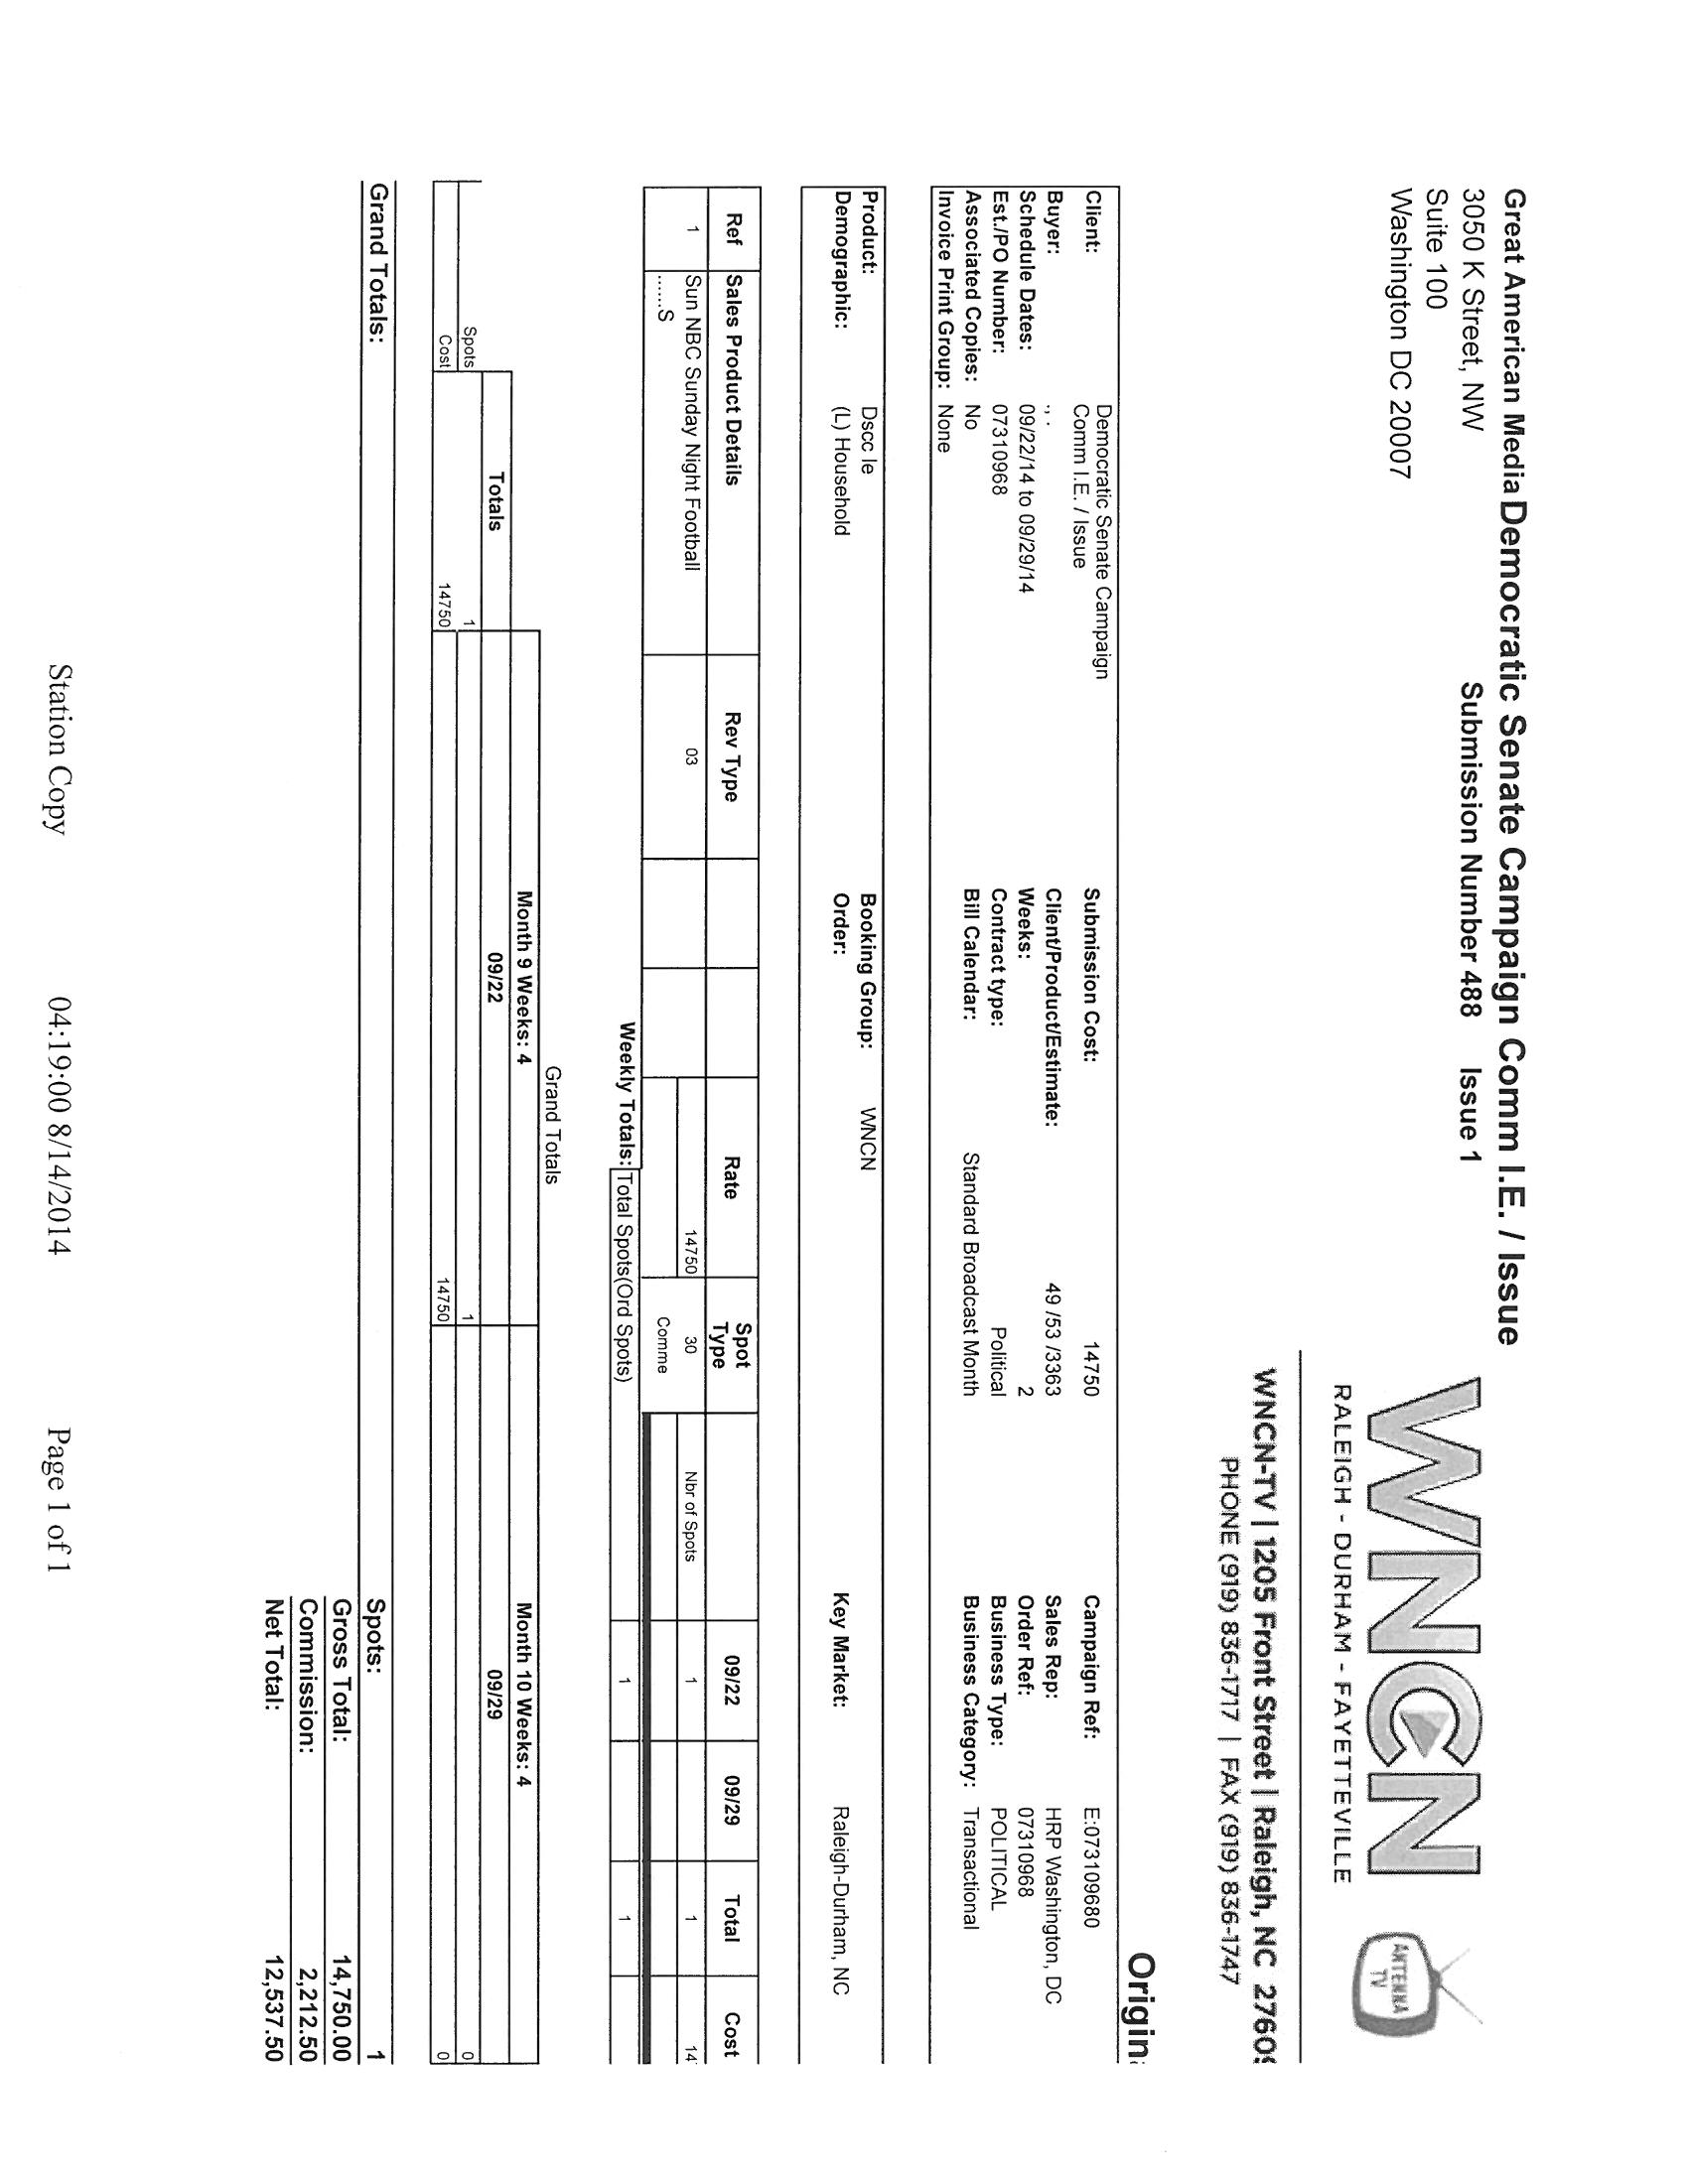 Great American Media Democratic Senate Campaign Comm I.E. / Issue
3050 K Street, NW
Submission Number 488 Issue 1
Suite 100
Washington DC 20007
WNCN
RALEIGH - DURHAM - FAYETTEVILLE
ANTENNA
TV
WNCN-TV | 1205 Front Street | Raleigh, NC 2760
PHONE (919) 836-1717 | FAX (919) 836-1747
Origin
Client: Democratic Senate Campaign Comm I.E. / Issue Submission Cost: 14750 Campaign Ref: E:073109680
Buyer: ., . Client/Product/Estimate: 49 /53 /3363 Sales Rep: HRP Washington, DC
Schedule Dates: 09/22/14 to 09/29/14 Weeks: 2 Order Ref: 07310968
Est./PO Number: 07310968 Contract type: Political Business Type: POLITICAL
Associated Copies: No Bill Calendar: Standard Broadcast Month Business Category: Transactional
Invoice Print Group: None
Product: Dscc Ie Booking Group: WNCN
Demographic: (L) Household Order: Key Market: Raleigh-Durham, NC
Ref Sales Product Details Rev Type Rate Spot Type 09/22 09/29 Total Cost
1 Sun NBC Sunday Night Football 03 14750 30 Nbr of Spots 1 1 14
......S Comme
Weekly Totals: Total Spots(Ord Spots) 1 1
Grand Totals
Month 9 Weeks: 4 Month 10 Weeks: 4
Totals 09/22 09/29
Spots 1 1 0
Cost 14750 14750 0
Grand Totals: Spots: 1
Gross Total: 14,750.00
Commission: 2,212.50
Net Total: 12,537.50
Station Copy 04:19:00 8/14/2014 Page 1 of 1